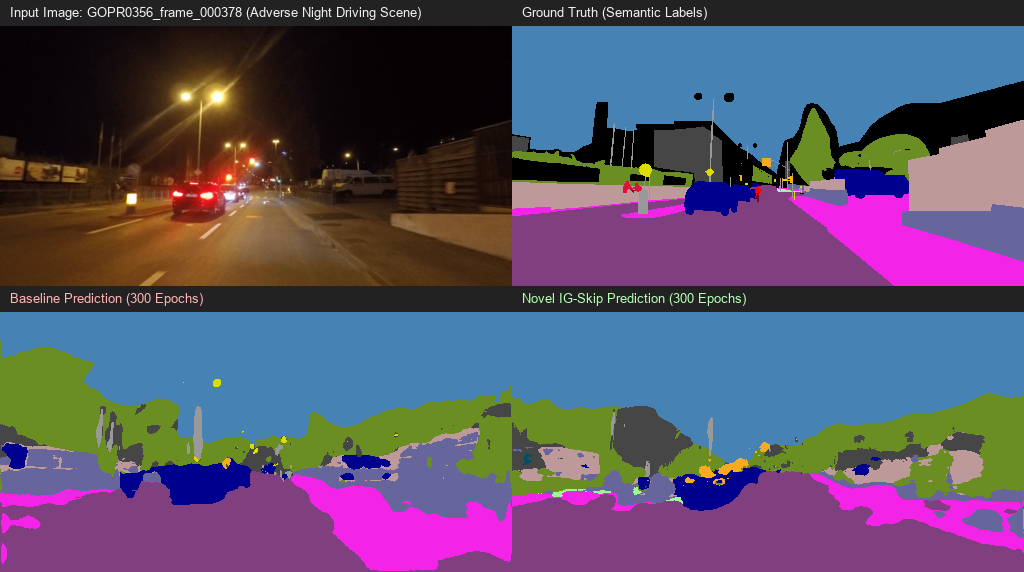 Input Image: GOPR0356_frame_000378 (Adverse Night Driving Scene)
Ground Truth (Semantic Labels)
Baseline Prediction (300 Epochs)
Novel IG-Skip Prediction (300 Epochs)